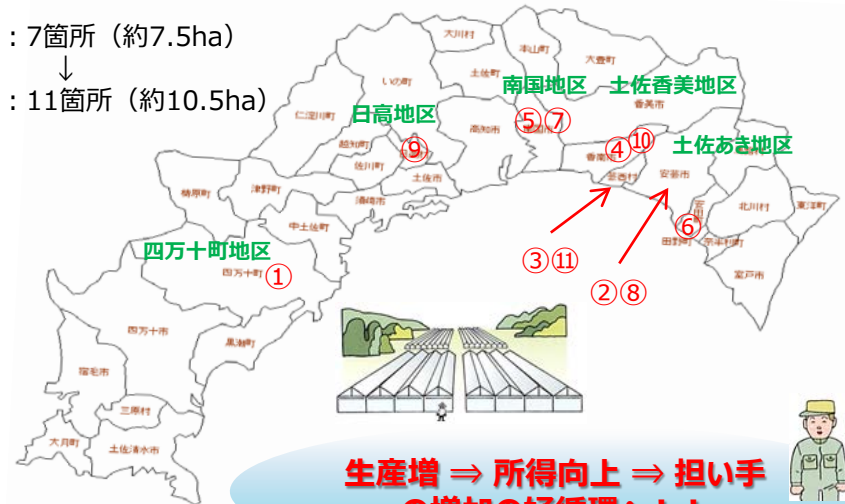 : 7箇所（約7.5ha）
↓
: 11箇所（約10.5ha）
大川村
本山町
大豊町
土佐町
いの町
南国地区
土佐香美地区
香美市
仁淀川町
日高地区
⑤⑦
高知市
越知町
⑨
④
⑩
土佐あき地区
香南市
佐川町
安芸市
土佐市
芸西村
檮原町
津野町
須崎市
北川村
東洋町
中土佐町
⑥
田野町
奈半利町
四万十町地区
③⑪
四万十町
①
②⑧
室戸市
四万十市
黒潮町
宿毛市
三原村
大月町
土佐清水市
生産増 ⇒ 所得向上 ⇒ 担い手